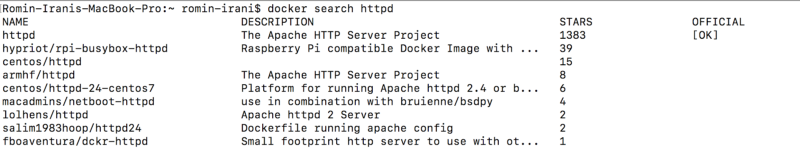 Romin-Iranis-MacBook-Pro:~ romin-irani$ docker search httpd
NAME DESCRIPTION STARS OFFICIAL
httpd The Apache HTTP Server Project 1383 [OK]
hypriot/rpi-busybox-httpd Raspberry Pi compatible Docker Image with ... 39
centos/httpd 15
armhf/httpd The Apache HTTP Server Project 8
centos/httpd-24-centos7 Platform for running Apache httpd 2.4 or b... 6
macadmins/netboot-httpd use in combination with bruienne/bsdpy 4
lolhens/httpd Apache httpd 2 Server 2
salim1983hoop/httpd24 Dockerfile running apache config 2
fboaventura/dckr-httpd Small footprint http server to use with ot... 1